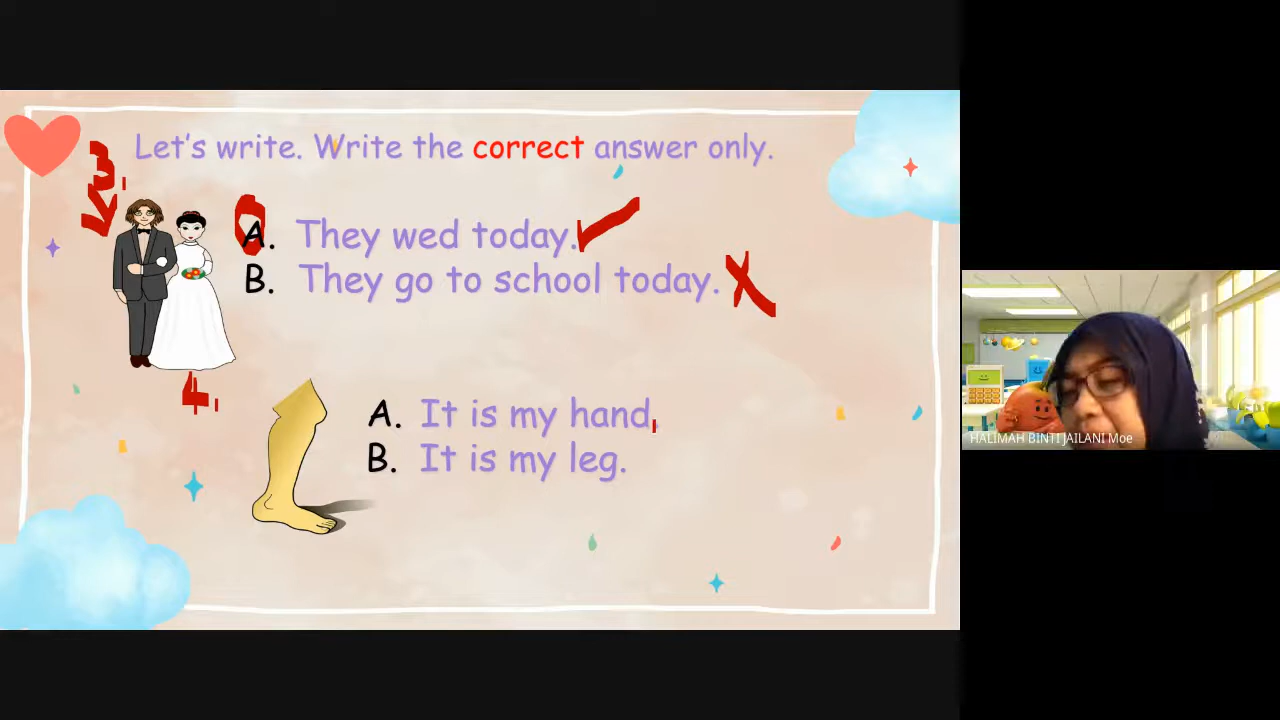 Let's write. Write the correct answer only.
3.
A. They wed today.
B. They go to school today.
4.
A. It is my hand.
B. It is my leg.
HALIMAH BINTI JAILANI Moe